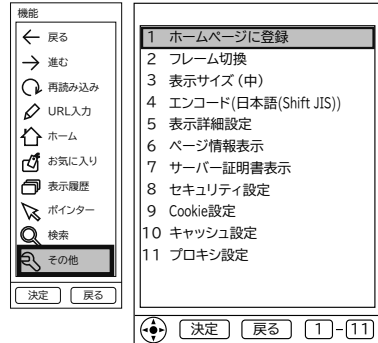 機能
戻る
進む
再読み込み
URL入力
ホーム
お気に入り
表示履歴
ポインター
検索
その他
決定 戻る
1 ホームページに登録
2 フレーム切換
3 表示サイズ (中)
4 エンコード(日本語(Shift JIS))
5 表示詳細設定
6 ページ情報表示
7 サーバー証明書表示
8 セキュリティ設定
9 Cookie設定
10 キャッシュ設定
11 プロキシ設定
決定 戻る 1-11